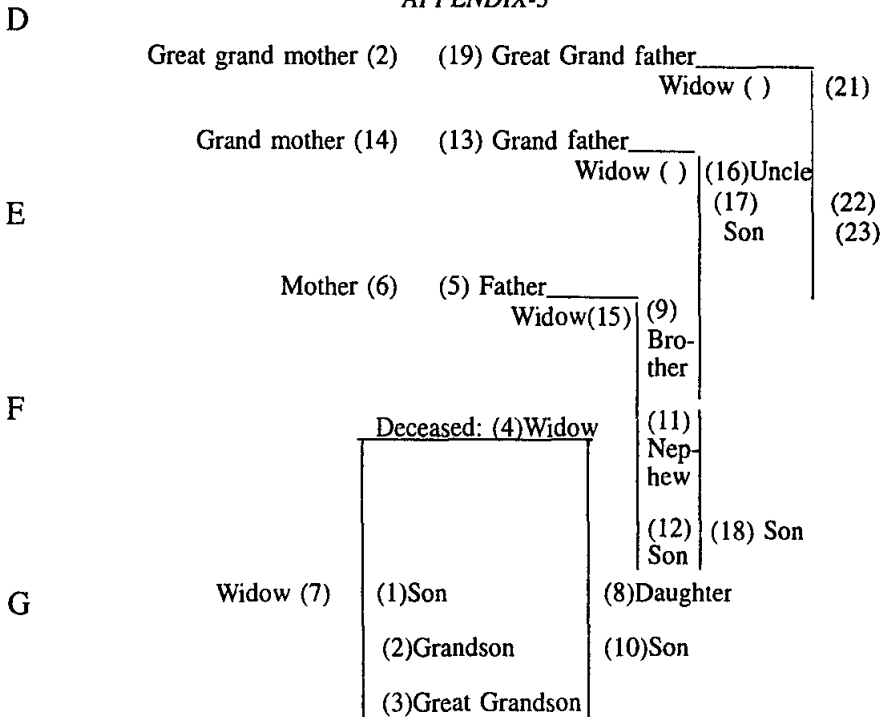 APPENDIX-3
D
Great grand mother (2) (19) Great Grand father
Widow ( ) (21)
Grand mother (14) (13) Grand father
Widow ( ) (16)Uncle
E (17) (22)
Son (23)
Mother (6) (5) Father
Widow(15) (9)
Bro-
ther
F
Deceased: (4)Widow (11)
Nep-
hew
(12) (18) Son
Son
G Widow (7) (1)Son (8)Daughter
(2)Grandson (10)Son
(3)Great Grandson